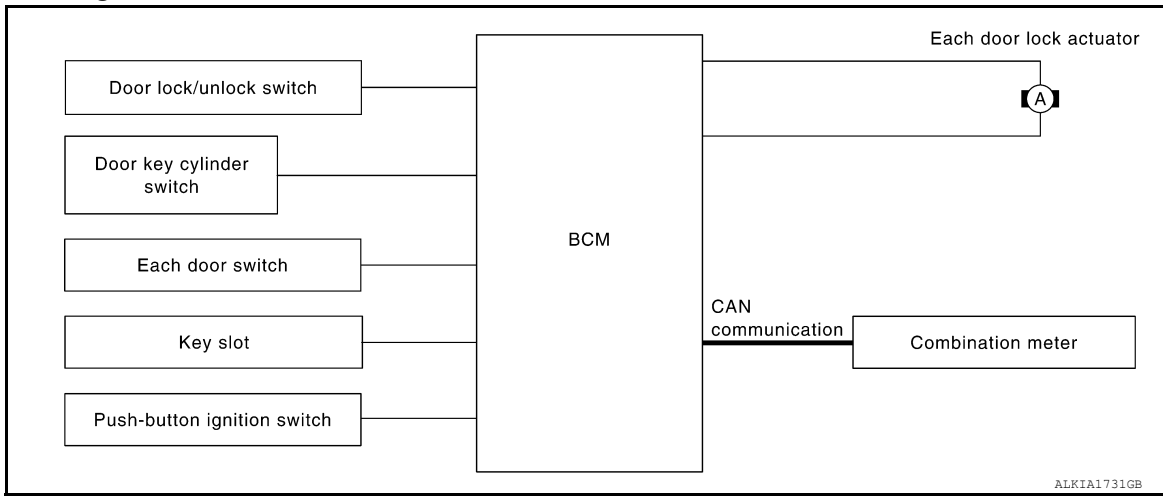 Each door lock actuator
Door lock/unlock switch
A
Door key cylinder
switch
BCM
Each door switch
CAN
communication
Key slot
Combination meter
Push-button ignition switch
ALKIA1731GB